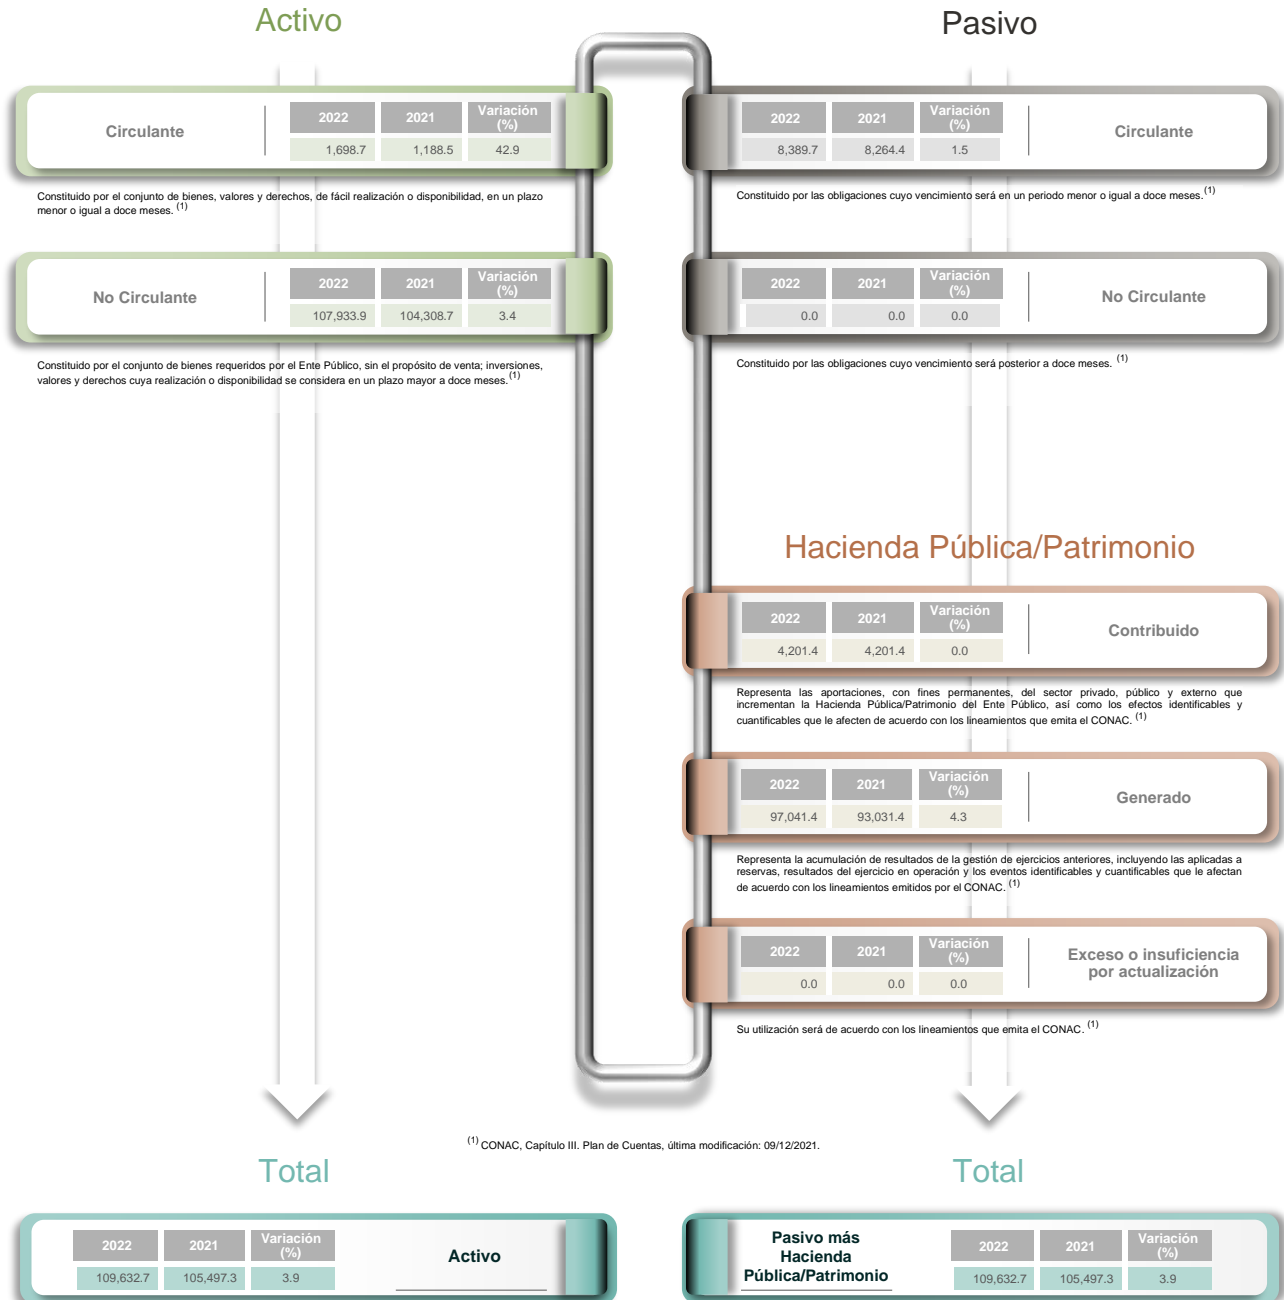 Activo
Circulante
2022 2021 Variación (%)
1,698.7 1,188.5 42.9
Constituido por el conjunto de bienes, valores y derechos, de fácil realización o disponibilidad, en un plazo
menor o igual a doce meses. (1)
No Circulante
2022 2021 Variación (%)
107,933.9 104,308.7 3.4
Constituido por el conjunto de bienes requeridos por el Ente Público, sin el propósito de venta; inversiones,
valores y derechos cuya realización o disponibilidad se considera en un plazo mayor a doce meses. (1)
Pasivo
2022 2021 Variación (%)
8,389.7 8,264.4 1.5
Circulante
Constituido por las obligaciones cuyo vencimiento será en un periodo menor o igual a doce meses. (1)
2022 2021 Variación (%)
0.0 0.0 0.0
No Circulante
Constituido por las obligaciones cuyo vencimiento será posterior a doce meses. (1)
Hacienda Pública/Patrimonio
2022 2021 Variación (%)
4,201.4 4,201.4 0.0
Contribuido
Representa las aportaciones, con fines permanentes, del sector privado, público y externo que
incrementan la Hacienda Pública/Patrimonio del Ente Público, así como los efectos identificables y
cuantificables que le afecten de acuerdo con los lineamientos que emita el CONAC. (1)
2022 2021 Variación (%)
97,041.4 93,031.4 4.3
Generado
Representa la acumulación de resultados de la gestión de ejercicios anteriores, incluyendo las aplicadas a
reservas, resultados del ejercicio en operación y los eventos identificables y cuantificables que le afectan
de acuerdo con los lineamientos emitidos por el CONAC. (1)
2022 2021 Variación (%)
0.0 0.0 0.0
Exceso o insuficiencia
por actualización
Su utilización será de acuerdo con los lineamientos que emita el CONAC. (1)
(1) CONAC, Capítulo III. Plan de Cuentas, última modificación: 09/12/2021.
Total
2022 2021 Variación (%)
109,632.7 105,497.3 3.9
Activo
Total
Pasivo más
Hacienda
Pública/Patrimonio
2022 2021 Variación (%)
109,632.7 105,497.3 3.9